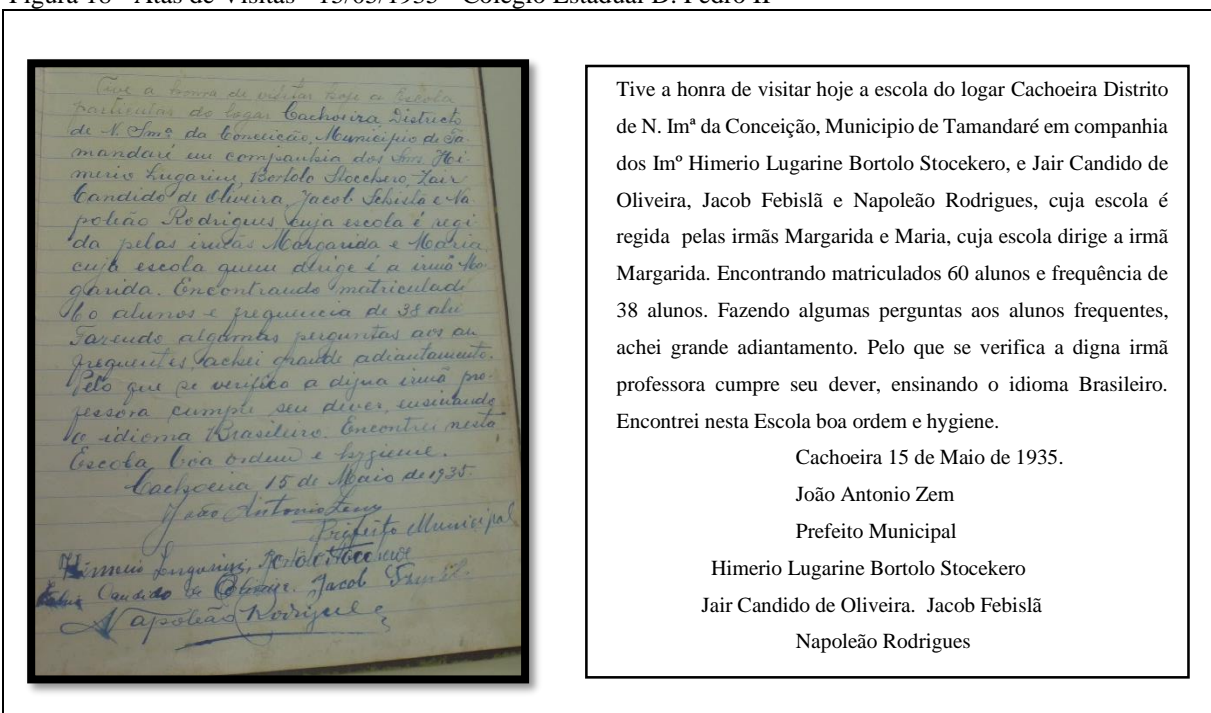 Figura 18 - Atas de Visitas - 15/05/1935 - Colégio Estadual D. Pedro II
Tive a honra de visitar hoje a Escola
particular do logar Cachoeira, Districto
de N. Smª da Conceição, Municipio de Ta-
mandaré em companhia dos Snrs Hi-
merio Lugarini, Bortolo Stocchero, Jair
Candido de Oliveira, Jacob e Na
poleão Rodrigues, cuja escola é regi
da pelas irmãs Margarida e Maria,
cuja escola quem dirige é a irmã Mar
garida. Encontrando matriculad
60 alunos e frequencia de 38 alu
Fazendo algumas perguntas aos au
frequentes, achei grande adiantamento.
Pelo que se verifica a digna irmã pro-
fessora cumpre seu dever, ensinando
o idioma Brasileiro. Encontrei nesta
Escola, boa ordem e hygiene.
Cachoeira, 15 de Maio de 1935.
João Antonio Zem
Prefeito Municipal
Himerio Lugarini, Bortolo Stocchero
Candido de Oliveira, Jacob
Napoleão Rodrigues
Tive a honra de visitar hoje a escola do logar Cachoeira Distrito
de N. Imª da Conceição, Municipio de Tamandaré em companhia
dos Imº Himerio Lugarine Bortolo Stocekero, e Jair Candido de
Oliveira, Jacob Febislã e Napoleão Rodrigues, cuja escola é
regida pelas irmãs Margarida e Maria, cuja escola dirige a irmã
Margarida. Encontrando matriculados 60 alunos e frequência de
38 alunos. Fazendo algumas perguntas aos alunos frequentes,
achei grande adiantamento. Pelo que se verifica a digna irmã
professora cumpre seu dever, ensinando o idioma Brasileiro.
Encontrei nesta Escola boa ordem e hygiene.
Cachoeira 15 de Maio de 1935.
João Antonio Zem
Prefeito Municipal
Himerio Lugarine Bortolo Stocekero
Jair Candido de Oliveira. Jacob Febislã
Napoleão Rodrigues